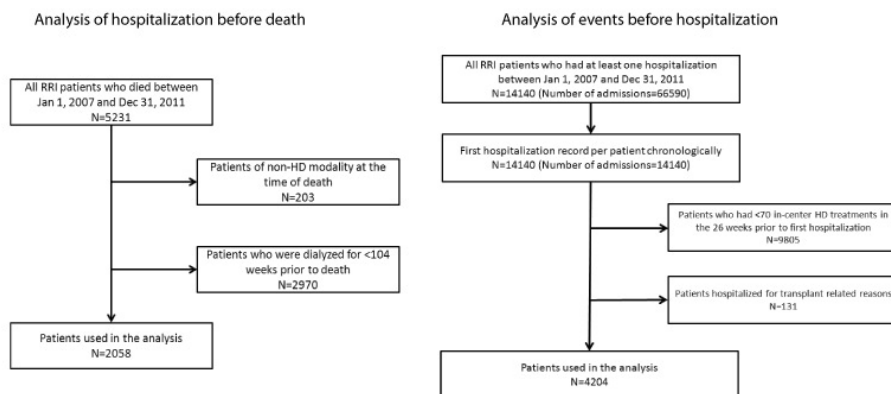 Analysis of hospitalization before death
All RRI patients who died between
Jan 1, 2007 and Dec 31, 2011
N=5231
Patients of non-HD modality at the
time of death
N=203
Patients who were dialyzed for <104
weeks prior to death
N=2970
Patients used in the analysis
N=2058
Analysis of events before hospitalization
All RRI patients who had at least one hospitalization
between Jan 1, 2007 and Dec 31, 2011
N=14140 (Number of admissions=66590)
First hospitalization record per patient chronologically
N=14140 (Number of admissions=14140)
Patients who had <70 in-center HD treatments in
the 26 weeks prior to first hospitalization
N=9805
Patients hospitalized for transplant related reasons
N=131
Patients used in the analysis
N=4204